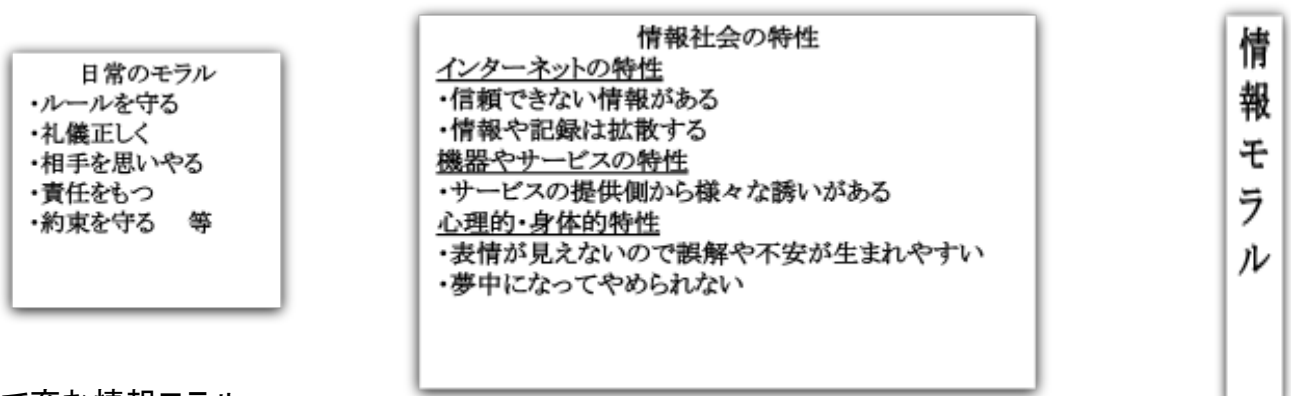 日常のモラル
・ルールを守る
・礼儀正しく
・相手を思いやる
・責任をもつ
・約束を守る　等
情報社会の特性
インターネットの特性
・信頼できない情報がある
・情報や記録は拡散する
機器やサービスの特性
・サービスの提供側から様々な誘いがある
心理的・身体的特性
・表情が見えないので誤解や不安が生まれやすい
・夢中になってやめられない
情報モラル